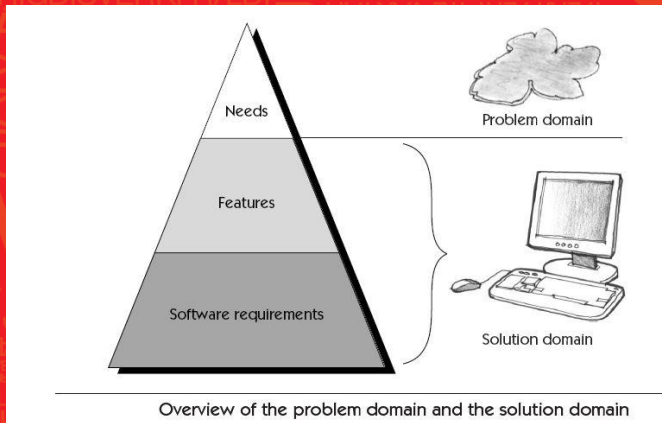 Needs
Problem domain
Features
Software requirements
Solution domain
Overview of the problem domain and the solution domain